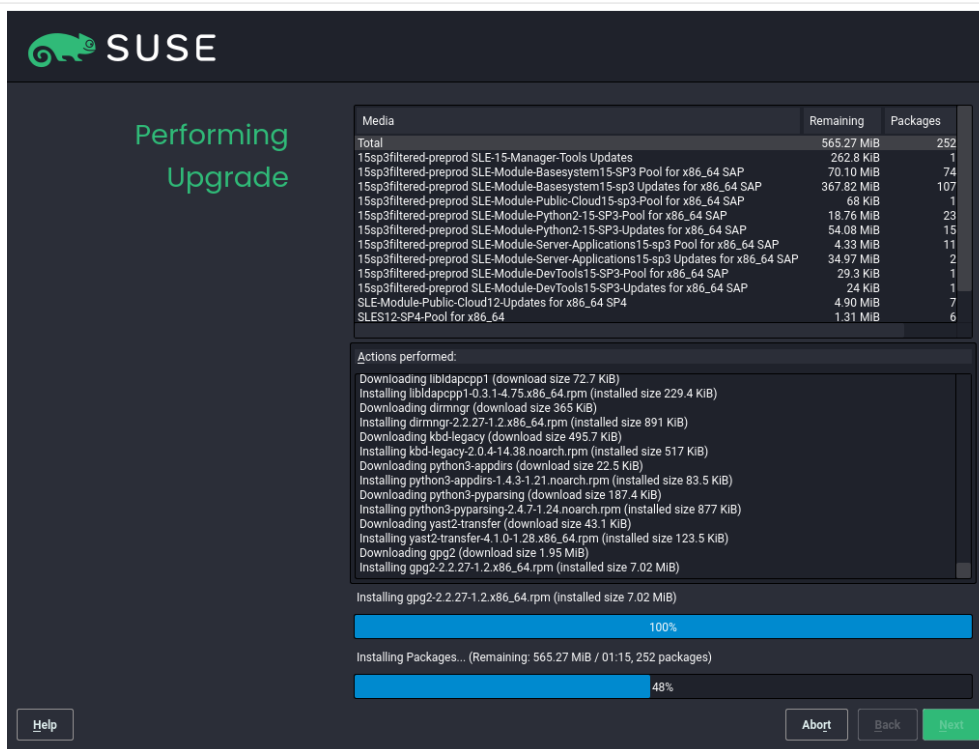 SUSE
Performing
Upgrade
Media Remaining Packages
Total 565.27 MiB 252
15sp3filtered-preprod SLE-15-Manager-Tools Updates 262.8 KiB 1
15sp3filtered-preprod SLE-Module-Basesystem15-SP3 Pool for x86_64 SAP 70.10 MiB 74
15sp3filtered-preprod SLE-Module-Basesystem15-sp3 Updates for x86_64 SAP 367.82 MiB 107
15sp3filtered-preprod SLE-Module-Public-Cloud15-sp3-Pool for x86_64 SAP 68 KiB 1
15sp3filtered-preprod SLE-Module-Python2-15-SP3-Pool for x86_64 SAP 18.76 MiB 23
15sp3filtered-preprod SLE-Module-Python2-15-SP3-Updates for x86_64 SAP 54.08 MiB 15
15sp3filtered-preprod SLE-Module-Server-Applications15-sp3 Pool for x86_64 SAP 4.33 MiB 11
15sp3filtered-preprod SLE-Module-Server-Applications15-sp3 Updates for x86_64 SAP 34.97 MiB 2
15sp3filtered-preprod SLE-Module-DevTools15-SP3-Pool for x86_64 SAP 29.3 KiB 1
15sp3filtered-preprod SLE-Module-DevTools15-SP3-Updates for x86_64 SAP 24 KiB 1
SLE-Module-Public-Cloud12-Updates for x86_64 SP4 4.90 MiB 7
SLES12-SP4-Pool for x86_64 1.31 MiB 6
Actions performed:
Downloading libldapcpp1 (download size 72.7 KiB)
Installing libldapcpp1-0.3.1-4.75.x86_64.rpm (installed size 229.4 KiB)
Downloading dirmngr (download size 365 KiB)
Installing dirmngr-2.2.27-1.2.x86_64.rpm (installed size 891 KiB)
Downloading kbd-legacy (download size 495.7 KiB)
Installing kbd-legacy-2.0.4-14.38.noarch.rpm (installed size 517 KiB)
Downloading python3-appdirs (download size 22.5 KiB)
Installing python3-appdirs-1.4.3-1.21.noarch.rpm (installed size 83.5 KiB)
Downloading python3-pyparsing (download size 187.4 KiB)
Installing python3-pyparsing-2.4.7-1.24.noarch.rpm (installed size 877 KiB)
Downloading yast2-transfer (download size 43.1 KiB)
Installing yast2-transfer-4.1.0-1.28.x86_64.rpm (installed size 123.5 KiB)
Downloading gpg2 (download size 1.95 MiB)
Installing gpg2-2.2.27-1.2.x86_64.rpm (installed size 7.02 MiB)
Installing gpg2-2.2.27-1.2.x86_64.rpm (installed size 7.02 MiB)
100%
Installing Packages... (Remaining: 565.27 MiB / 01:15, 252 packages)
48%
Help Abort Back Next